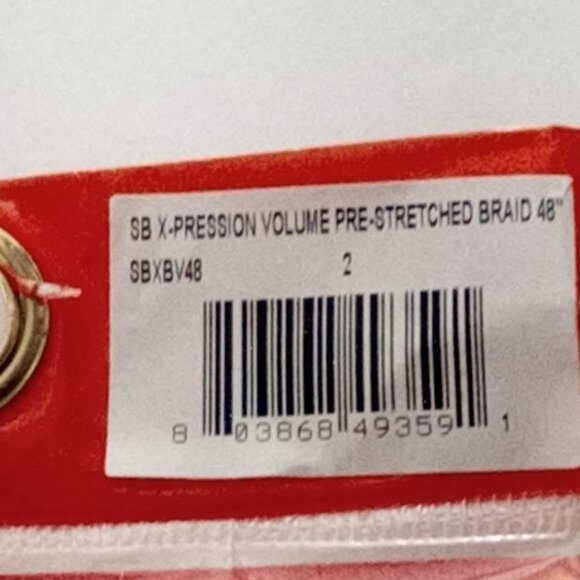 SB X-PRESSION VOLUME PRE-STRETCHED BRAID 48"
SBXBV48 2
8 03868 49359 1